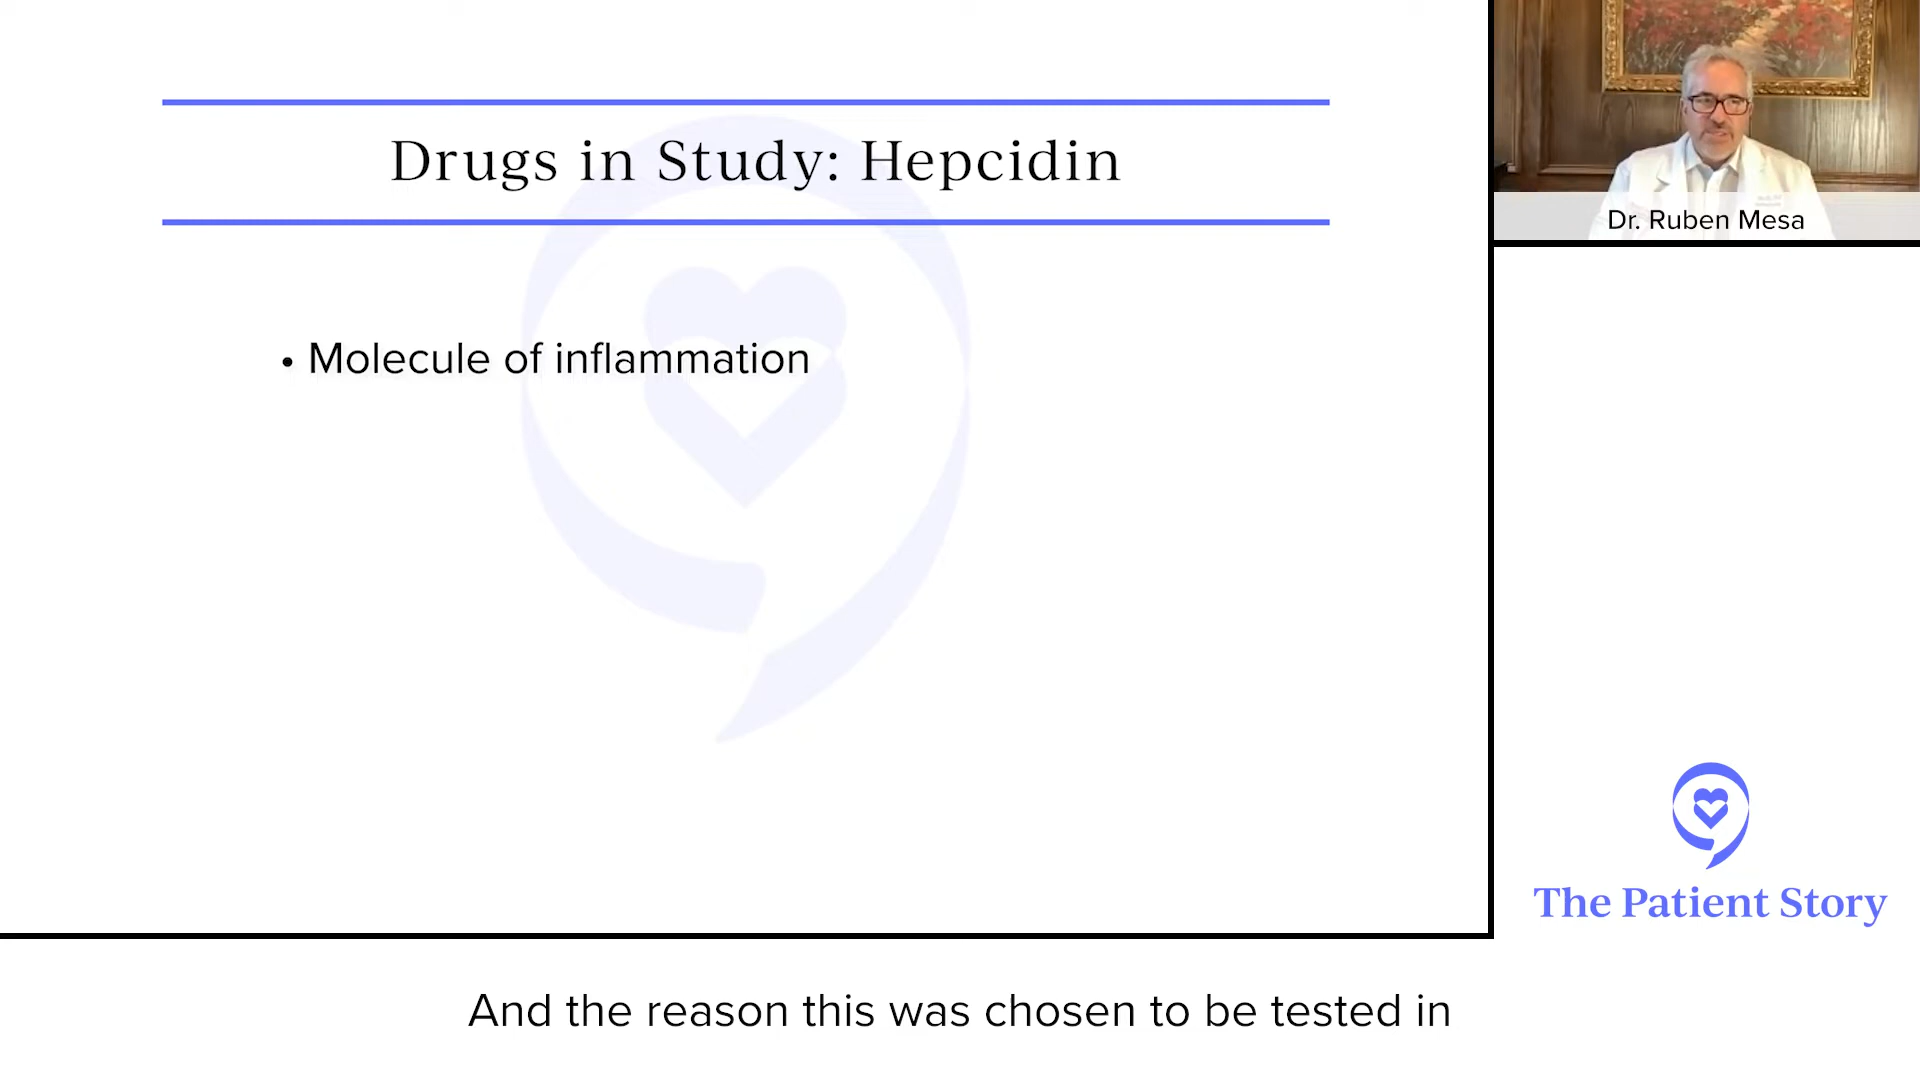 Drugs in Study: Hepcidin
• Molecule of inflammation
Dr. Ruben Mesa
The Patient Story
And the reason this was chosen to be tested in